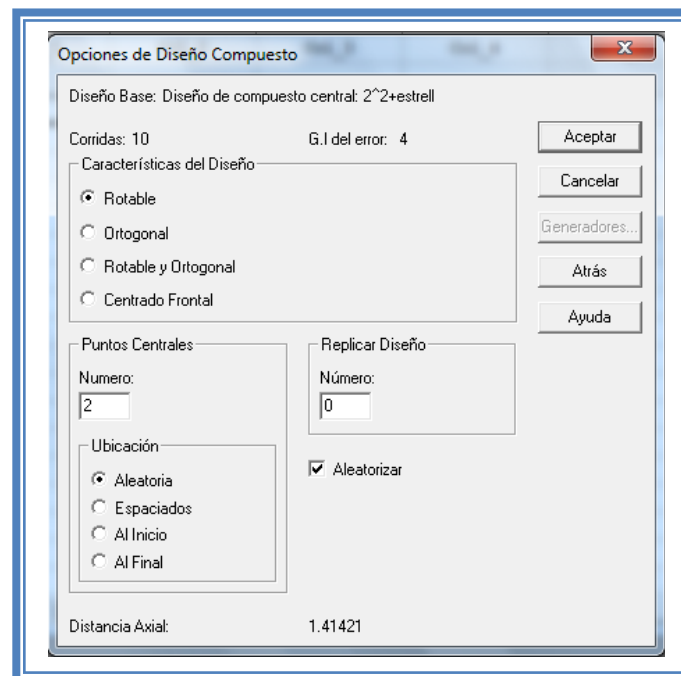 Opciones de Diseño Compuesto
Diseño Base: Diseño de compuesto central: 2^2+estrell
Corridas: 10 G.l del error: 4
Aceptar
Características del Diseño
Cancelar
Rotable
Generadores...
Ortogonal
Rotable y Ortogonal
Atrás
Centrado Frontal
Ayuda
Puntos Centrales
Replicar Diseño
Numero:
Número:
2
0
Ubicación
Aleatorizar
Aleatoria
Espaciados
Al Inicio
Al Final
Distancia Axial: 1.41421